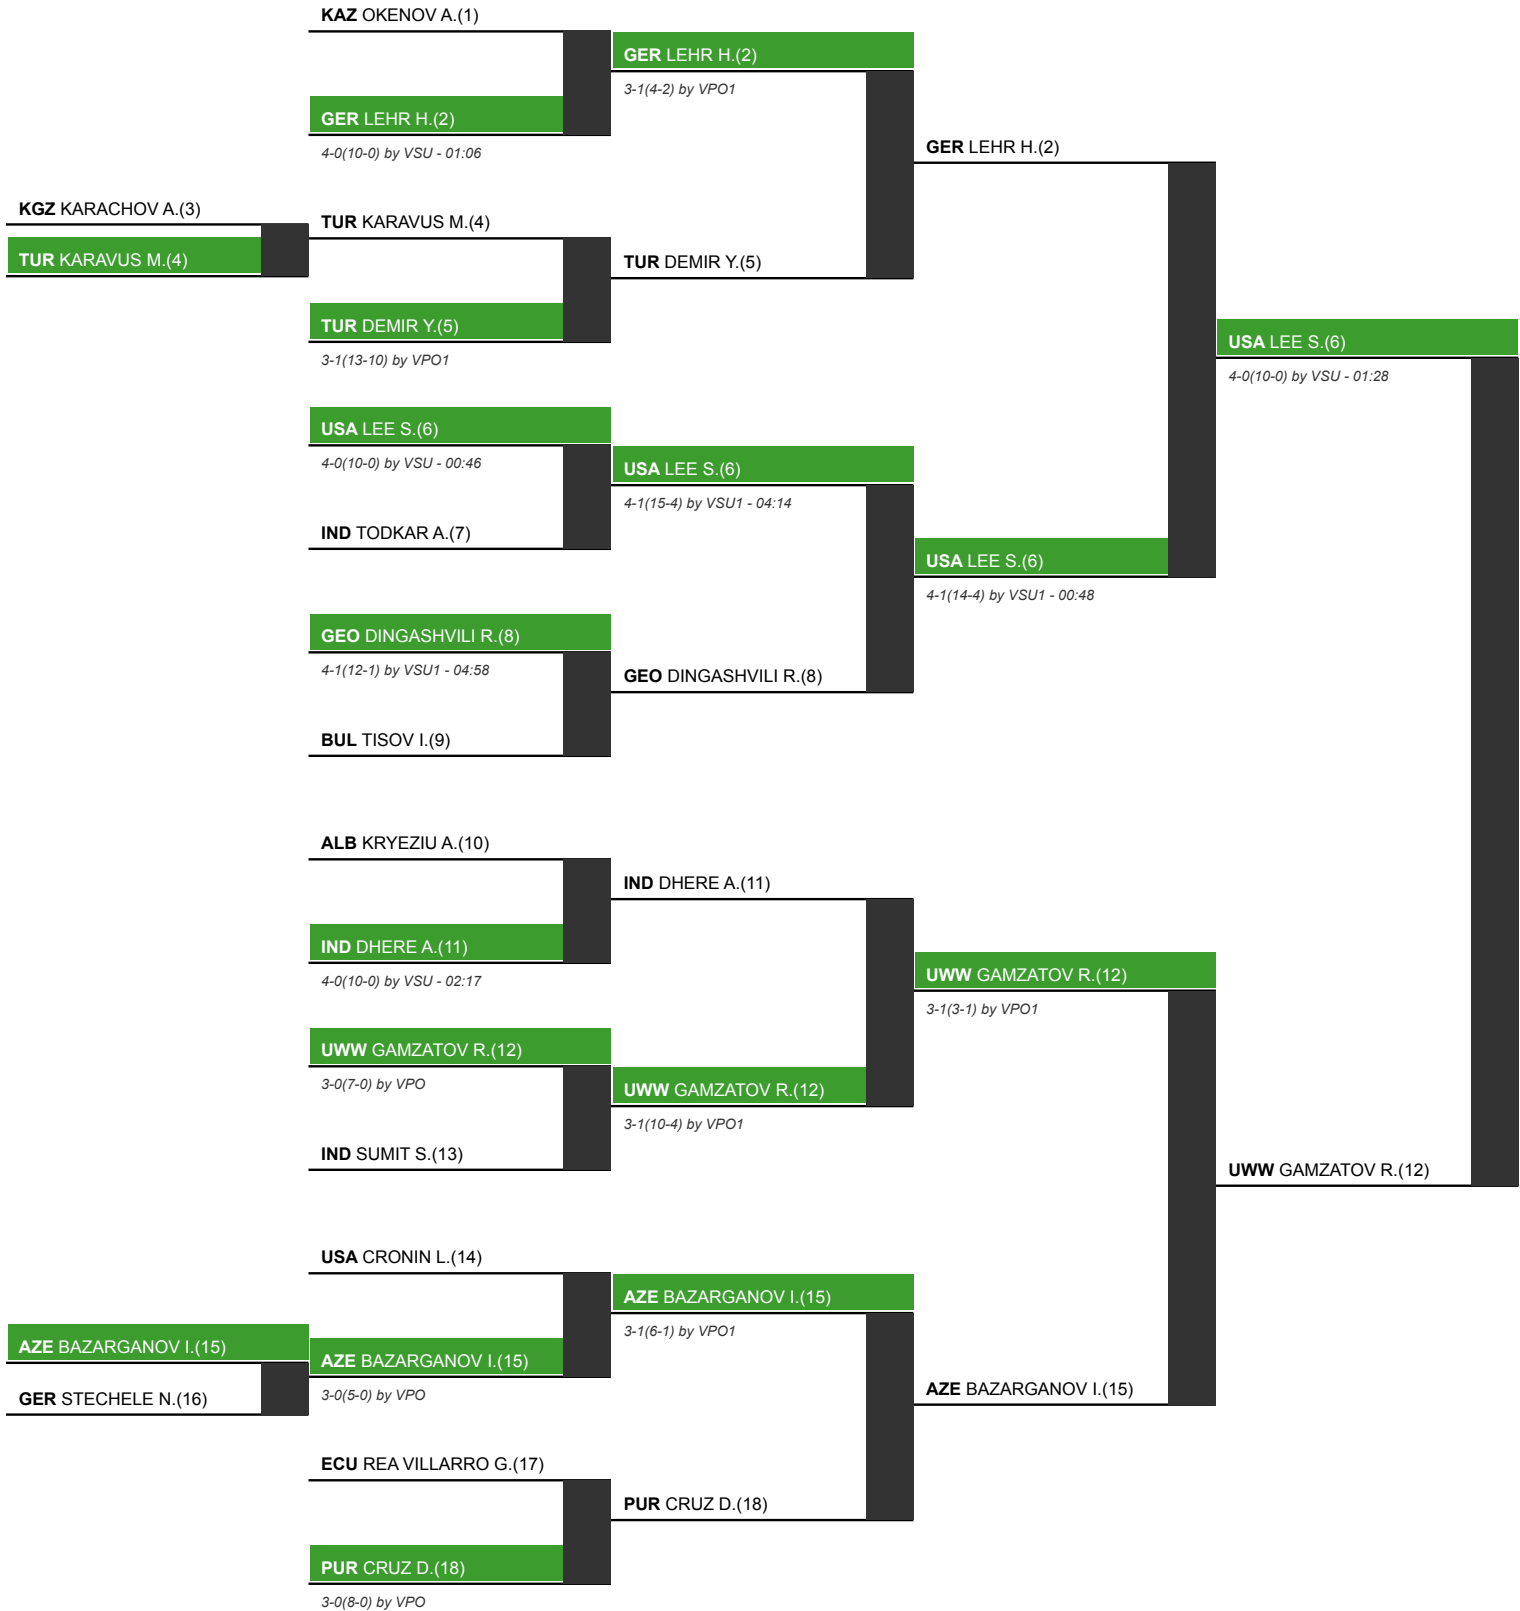 KAZ OKENOV A.(1)
GER LEHR H.(2)
4-0(10-0) by VSU - 01:06
KGZ KARACHOV A.(3)
TUR KARAVUS M.(4)
TUR KARAVUS M.(4)
TUR DEMIR Y.(5)
3-1(13-10) by VPO1
USA LEE S.(6)
4-0(10-0) by VSU - 00:46
IND TODKAR A.(7)
GEO DINGASHVILI R.(8)
4-1(12-1) by VSU1 - 04:58
BUL TISOV I.(9)
ALB KRYEZIU A.(10)
IND DHERE A.(11)
4-0(10-0) by VSU - 02:17
UWW GAMZATOV R.(12)
3-0(7-0) by VPO
IND SUMIT S.(13)
USA CRONIN L.(14)
AZE BAZARGANOV I.(15)
GER STECHELE N.(16)
AZE BAZARGANOV I.(15)
3-0(5-0) by VPO
ECU REA VILLARRO G.(17)
PUR CRUZ D.(18)
3-0(8-0) by VPO
GER LEHR H.(2)
3-1(4-2) by VPO1
TUR DEMIR Y.(5)
USA LEE S.(6)
4-1(15-4) by VSU1 - 04:14
GEO DINGASHVILI R.(8)
IND DHERE A.(11)
UWW GAMZATOV R.(12)
3-1(10-4) by VPO1
AZE BAZARGANOV I.(15)
3-1(6-1) by VPO1
PUR CRUZ D.(18)
GER LEHR H.(2)
USA LEE S.(6)
4-1(14-4) by VSU1 - 00:48
UWW GAMZATOV R.(12)
3-1(3-1) by VPO1
AZE BAZARGANOV I.(15)
USA LEE S.(6)
4-0(10-0) by VSU - 01:28
UWW GAMZATOV R.(12)